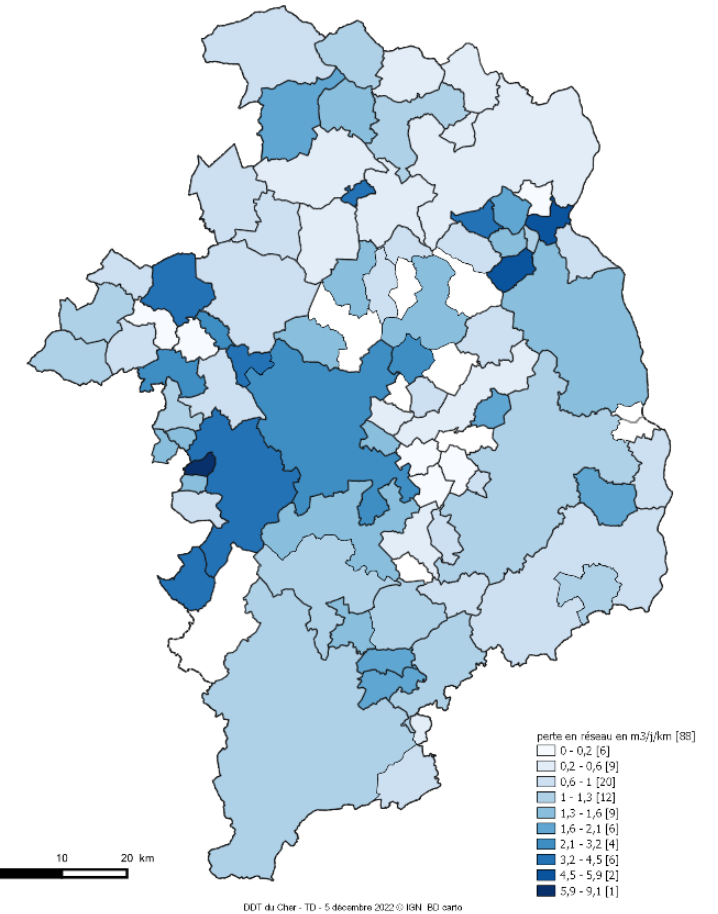 perte en réseau en m3/j/km [88]
0 - 0,2 [6]
0,2 - 0,6 [9]
0,6 - 1 [20]
1 - 1,3 [12]
1,3 - 1,6 [9]
1,6 - 2,1 [6]
2,1 - 3,2 [4]
3,2 - 4,5 [6]
4,5 - 5,9 [2]
5,9 - 9,1 [1]
10 20 km
DDT du Cher - TD - 5 décembre 2022 © IGN BD carto